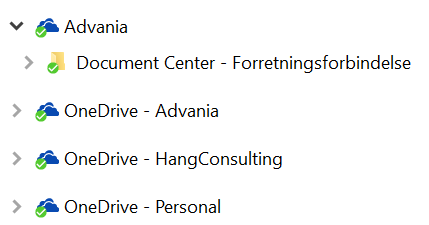 Advania
Document Center - Forretningsforbindelse
OneDrive - Advania
OneDrive - HangConsulting
OneDrive - Personal